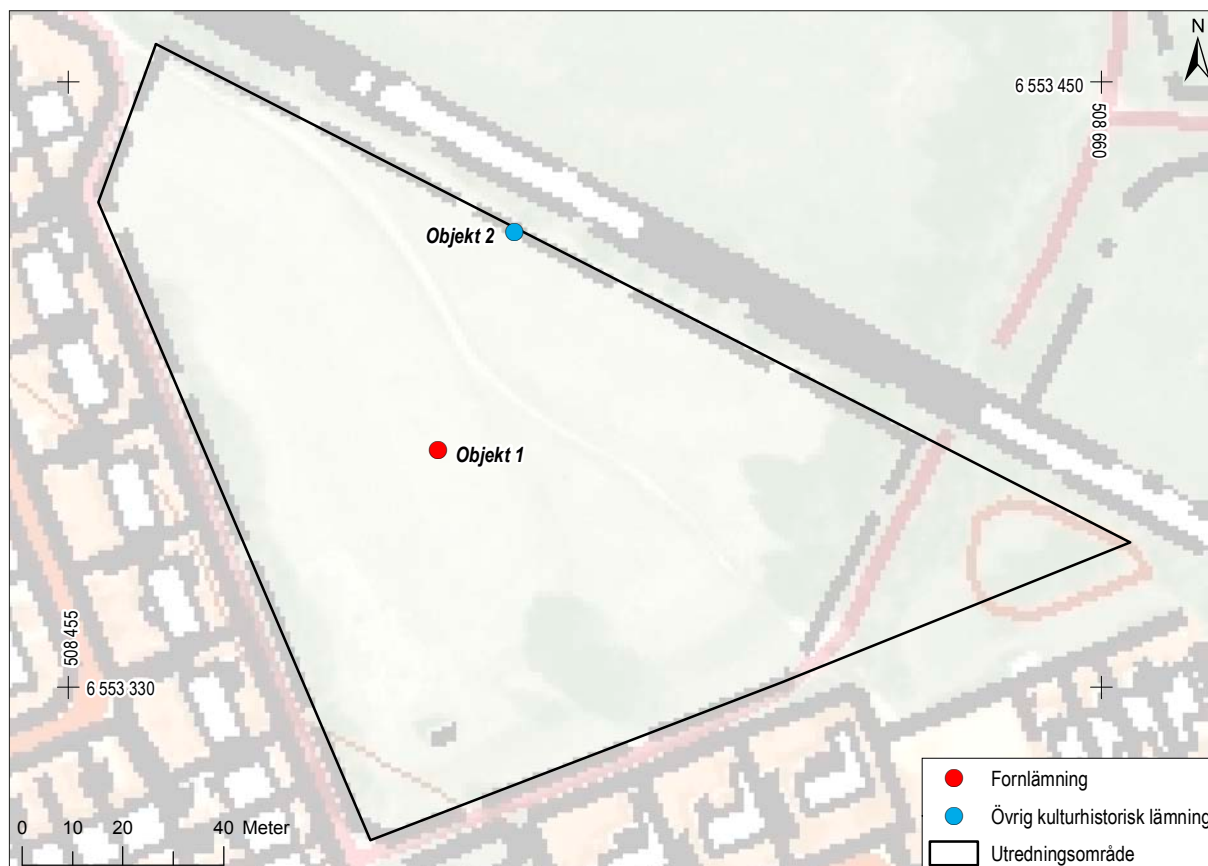 N
6 553 450
508 660
Objekt 2
Objekt 1
508 455
6 553 330
Fornlämning
Övrig kulturhistorisk lämning
Utredningsområde
0 10 20 40 Meter